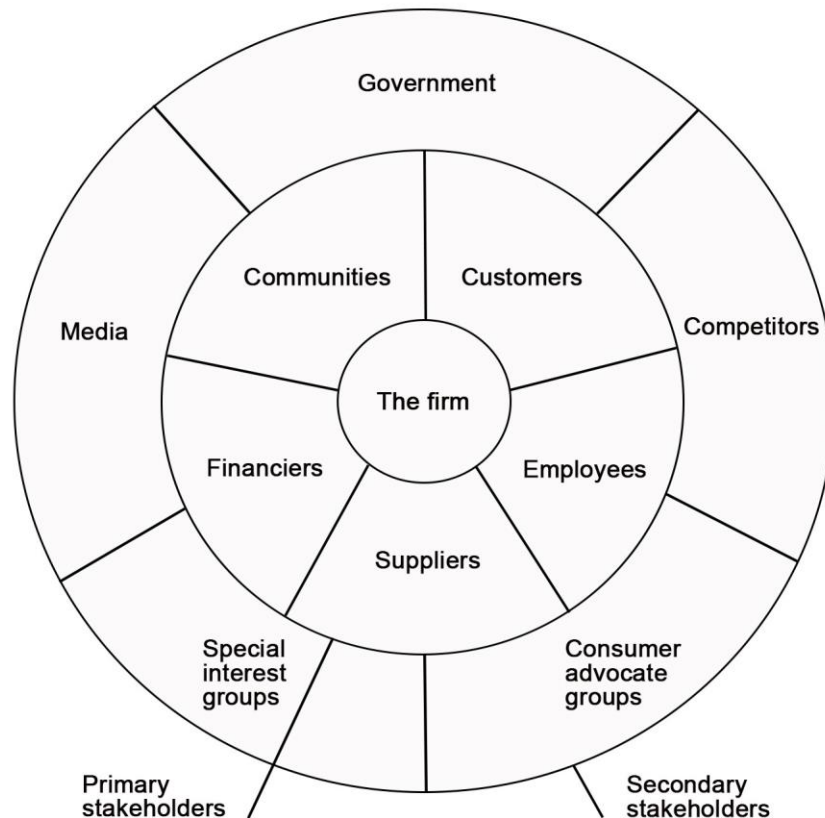 Government
Communities
Customers
Media
Competitors
The firm
Financiers
Employees
Suppliers
Special
interest
groups
Consumer
advocate
groups
Primary
stakeholders
Secondary
stakeholders